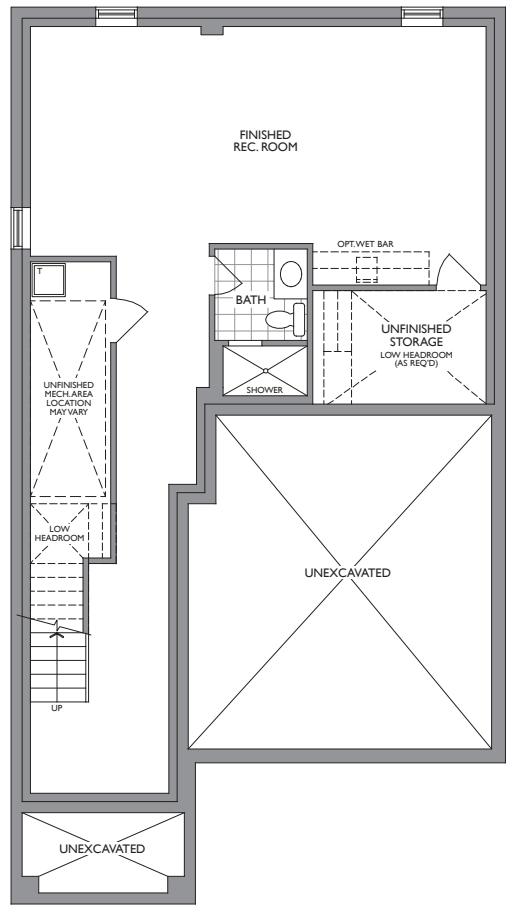 FINISHED
REC. ROOM
OPT. WET BAR
T
BATH
UNFINISHED
STORAGE
LOW HEADROOM
(AS REQ'D)
UNFINISHED
MECH. AREA
LOCATION
MAY VARY
SHOWER
LOW
HEADROOM
UNEXCAVATED
UP
UNEXCAVATED